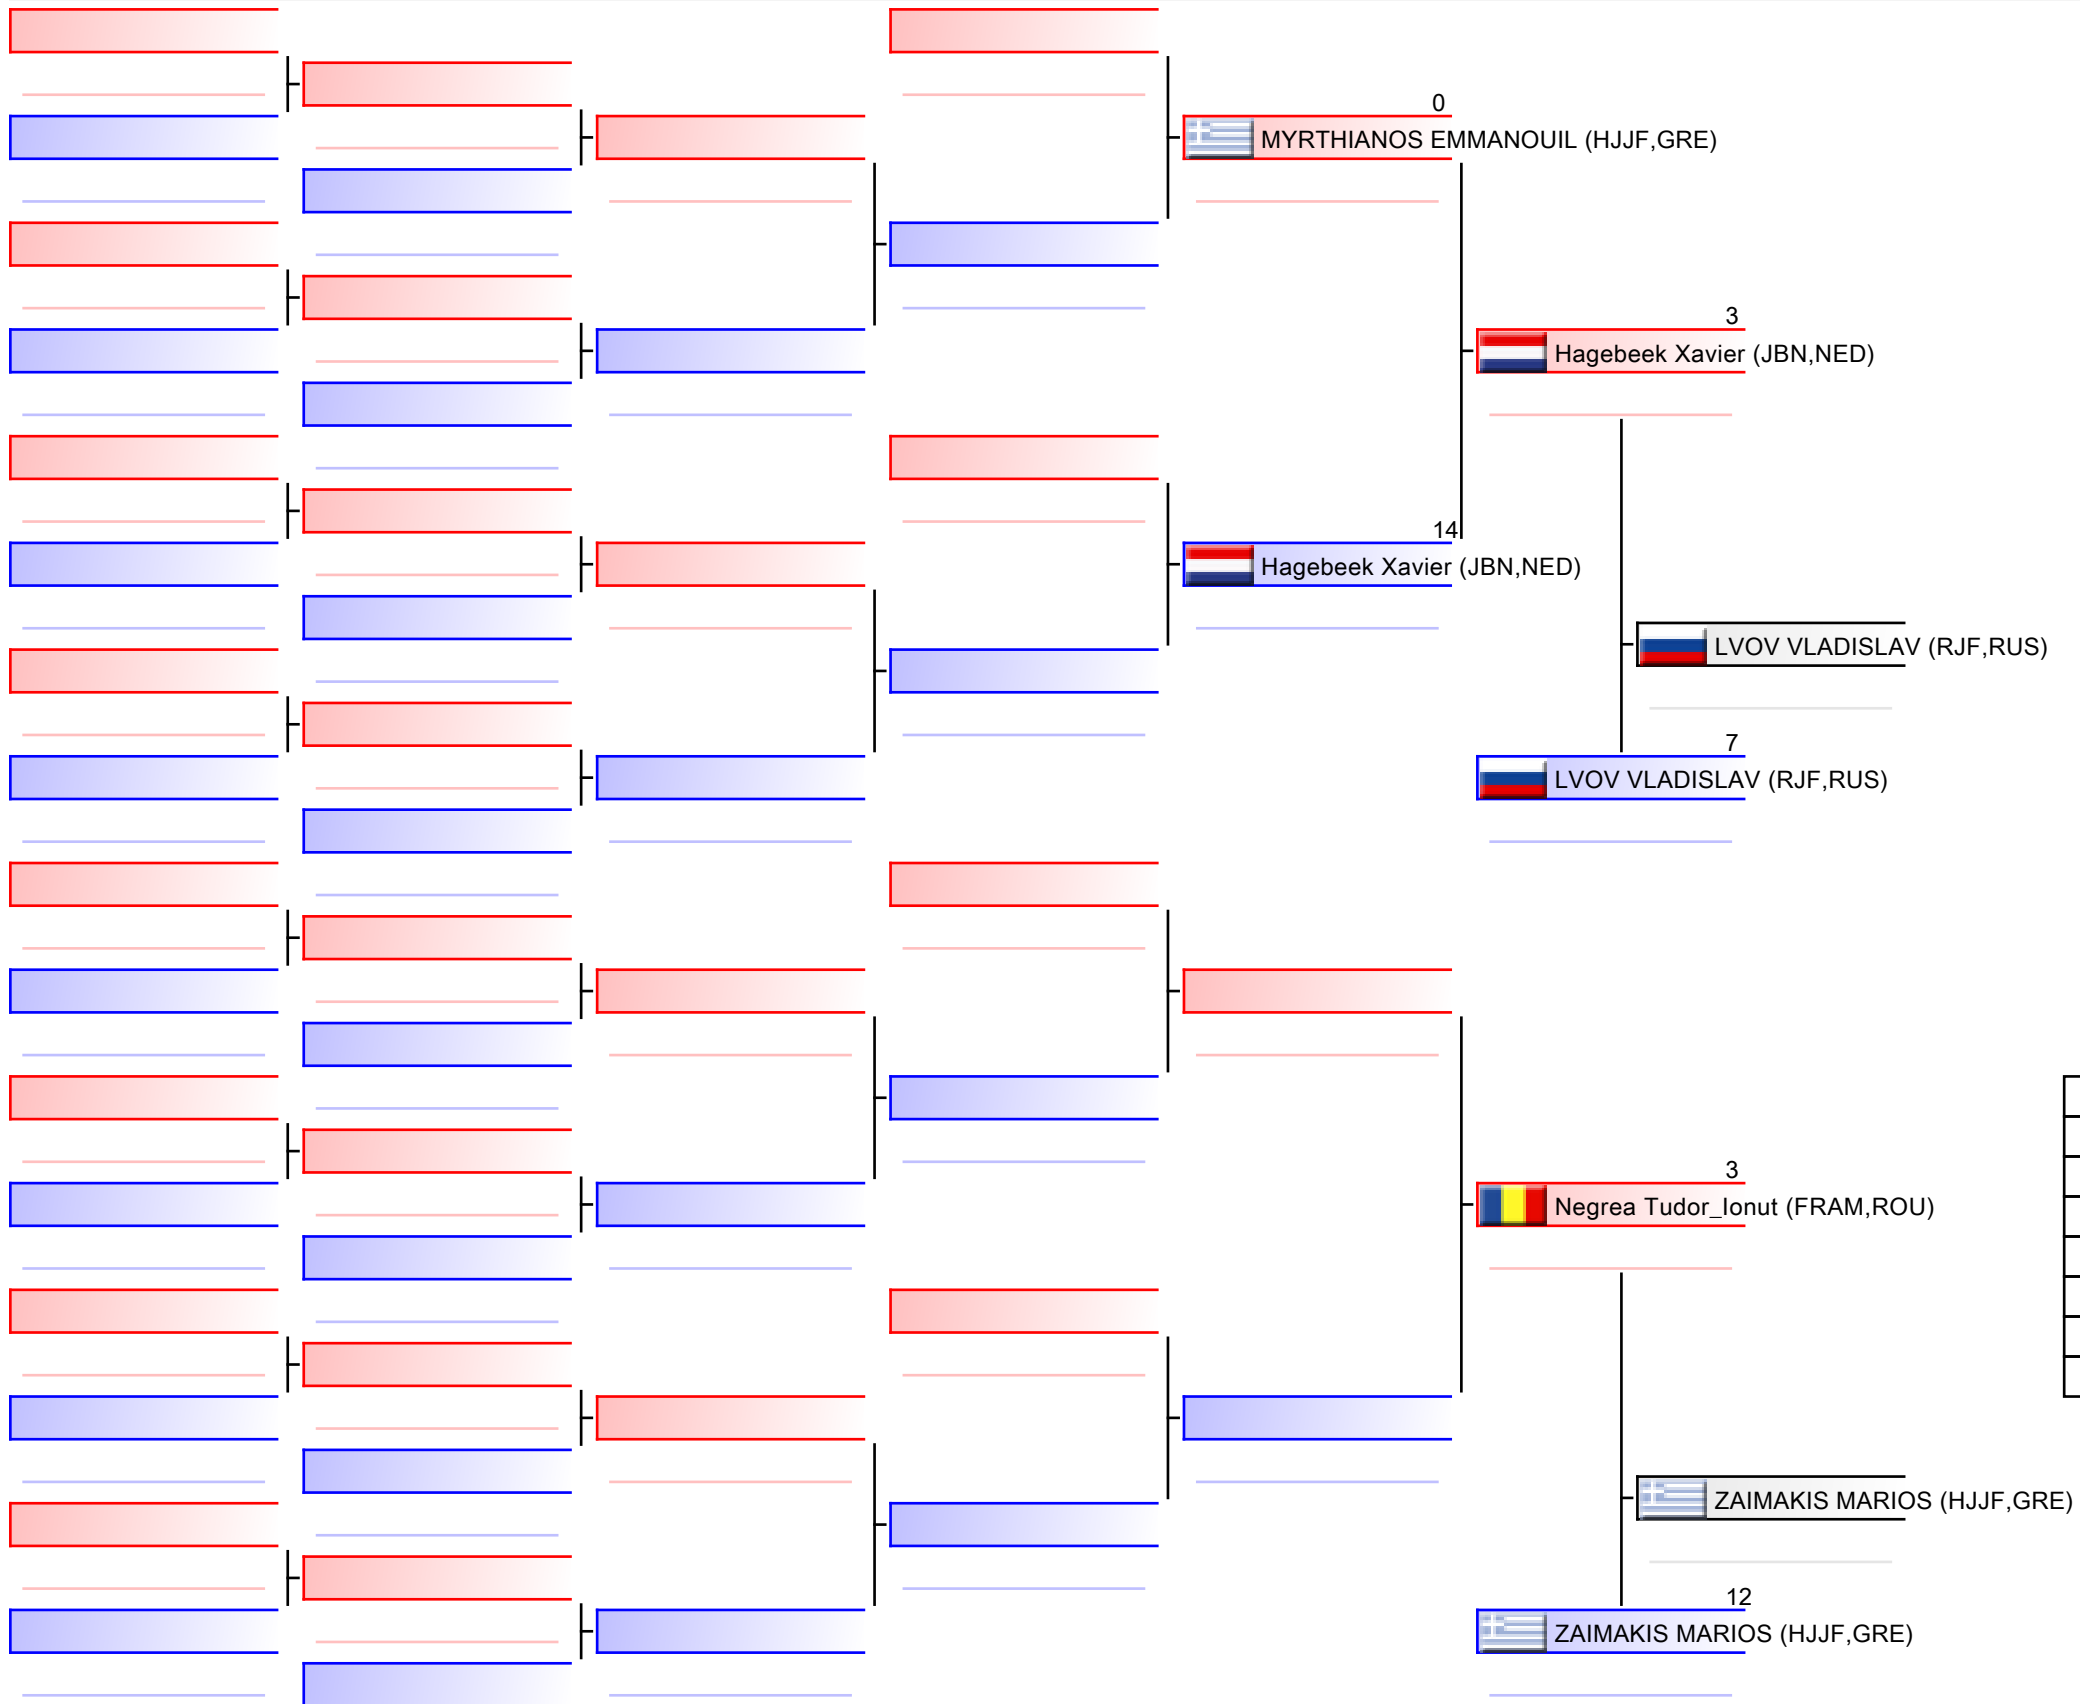 0
MYRTHIANOS EMMANOUIL (HJJF,GRE)
3
Hagebeek Xavier (JBN,NED)
14
Hagebeek Xavier (JBN,NED)
LVOV VLADISLAV (RJF,RUS)
7
LVOV VLADISLAV (RJF,RUS)
3
Negrea Tudor_Ionut (FRAM,ROU)
ZAIMAKIS MARIOS (HJJF,GRE)
12
ZAIMAKIS MARIOS (HJJF,GRE)